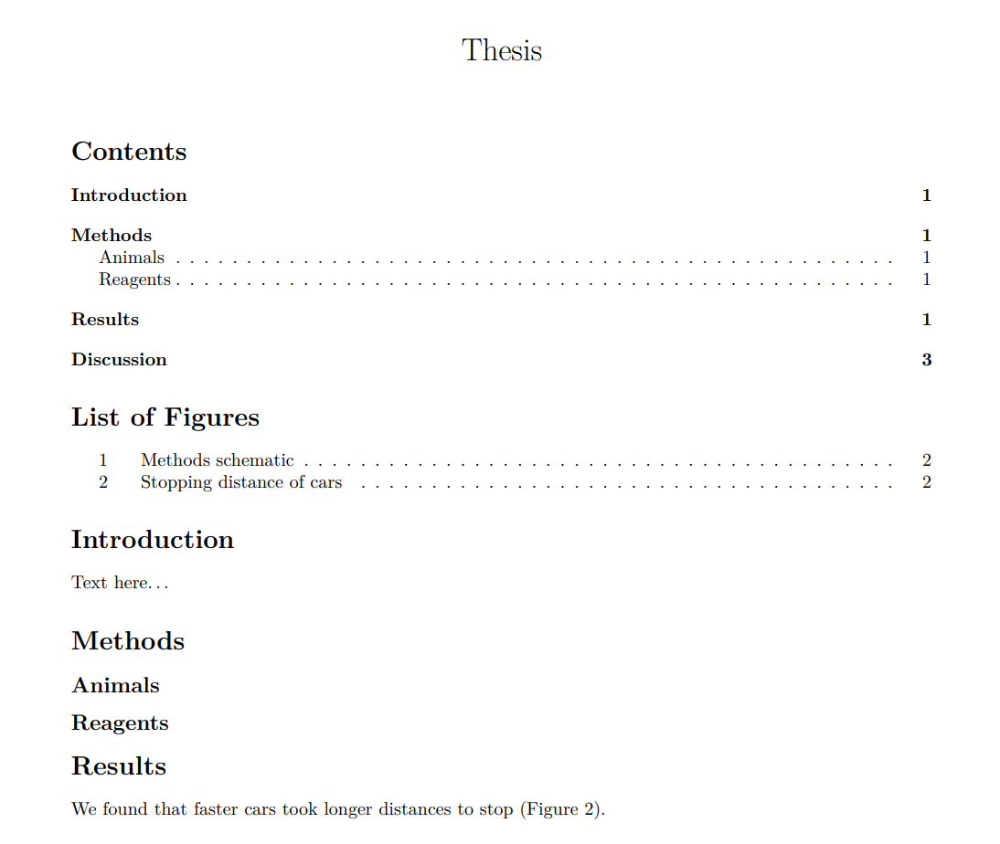 Thesis
Contents
Introduction 1
Methods 1
Animals . . . . . . . . . . . . . . . . . . . . . . . . . . . . . . . . . . . . . . . . . . . . . . . . . . . 1
Reagents . . . . . . . . . . . . . . . . . . . . . . . . . . . . . . . . . . . . . . . . . . . . . . . . . . . 1
Results 1
Discussion 3
List of Figures
1 Methods schematic . . . . . . . . . . . . . . . . . . . . . . . . . . . . . . . . . . . . . . . . . . 2
2 Stopping distance of cars . . . . . . . . . . . . . . . . . . . . . . . . . . . . . . . . . . . . . . 2
Introduction
Text here. . .
Methods
Animals
Reagents
Results
We found that faster cars took longer distances to stop (Figure 2).